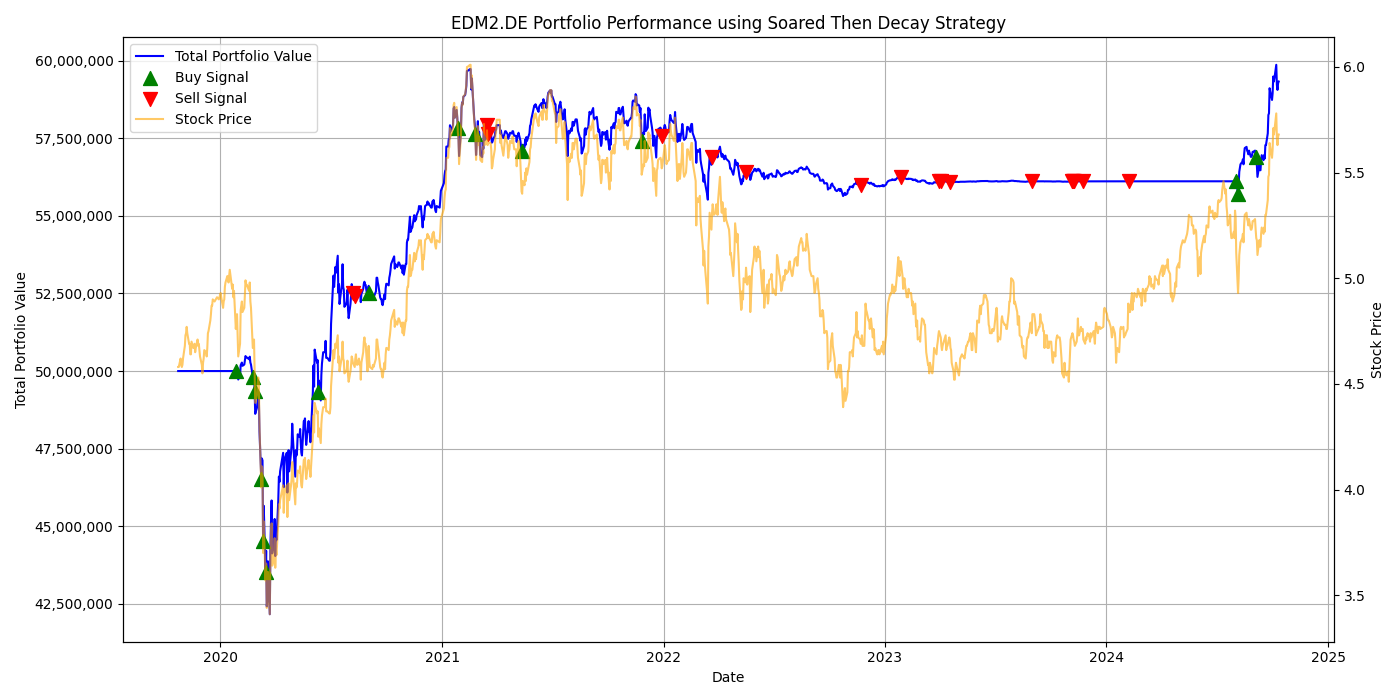 EDM2.DE Portfolio Performance using Soared Then Decay Strategy
Total Portfolio Value
Buy Signal
Sell Signal
Stock Price
60,000,000
57,500,000
55,000,000
52,500,000
50,000,000
47,500,000
45,000,000
42,500,000
Total Portfolio Value
6.0
5.5
5.0
4.5
4.0
3.5
Stock Price
2020
2021
2022
2023
2024
2025
Date